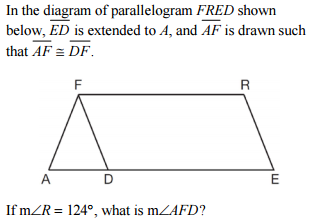 In the diagram of parallelogram FRED shown
below, ED is extended to A, and AF is drawn such
that AF ≅ DF.
F R
A D E
If m∠R = 124°, what is m∠AFD?